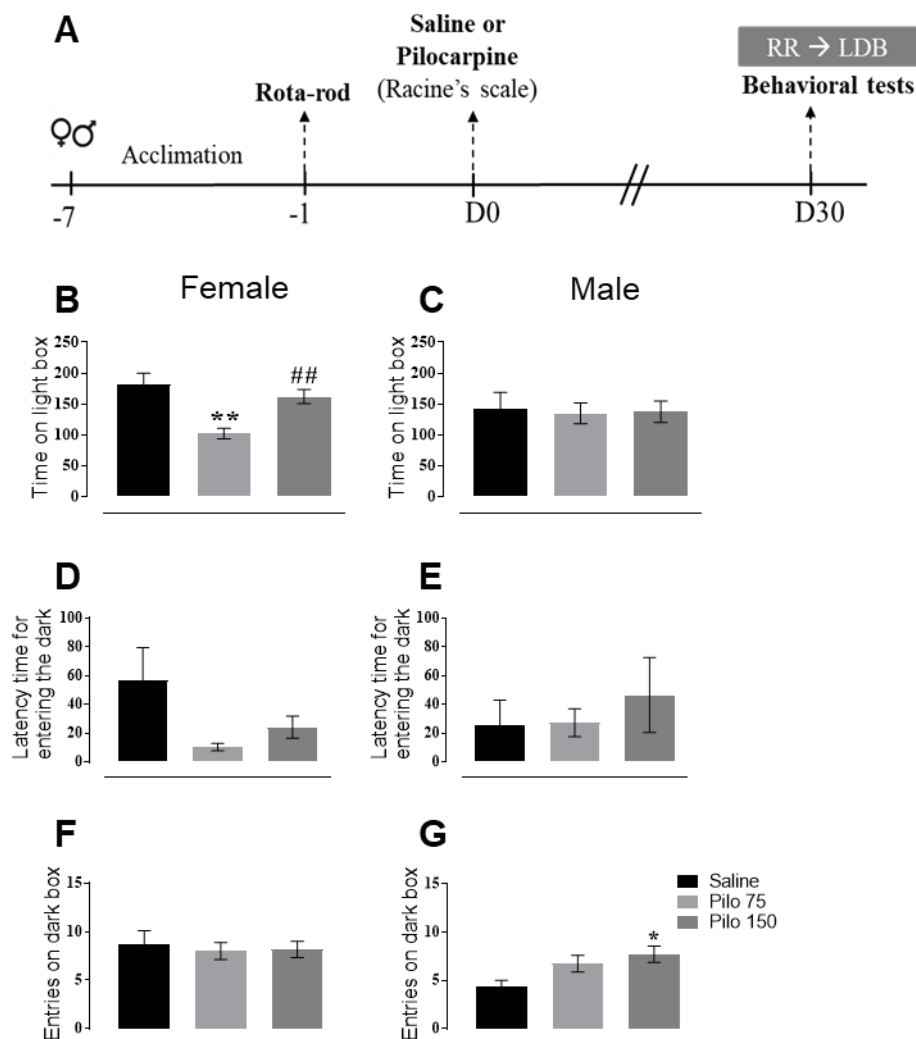 A
Saline or
Pilocarpine
(Racine's scale)
RR → LDB
Behavioral tests
Rota-rod
♀♂
Acclimation
-7
-1
D0
D30
Female
Male
B
Time on light box
250
200
150
100
50
0
**
##
C
Time on light box
250
200
150
100
50
0
D
Latency time for
entering the dark
100
80
60
40
20
0
E
Latency time for
entering the dark
100
80
60
40
20
0
F
Entries on dark box
15
10
5
0
G
Entries on dark box
15
10
5
0
*
Saline
Pilo 75
Pilo 150